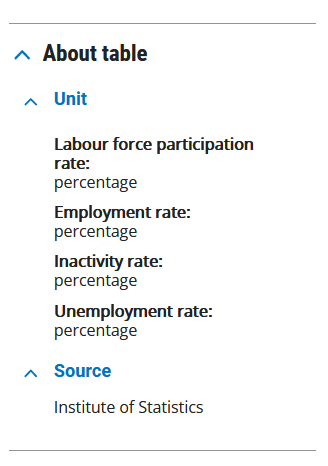 About table
Unit
Labour force participation
rate:
percentage
Employment rate:
percentage
Inactivity rate:
percentage
Unemployment rate:
percentage
Source
Institute of Statistics